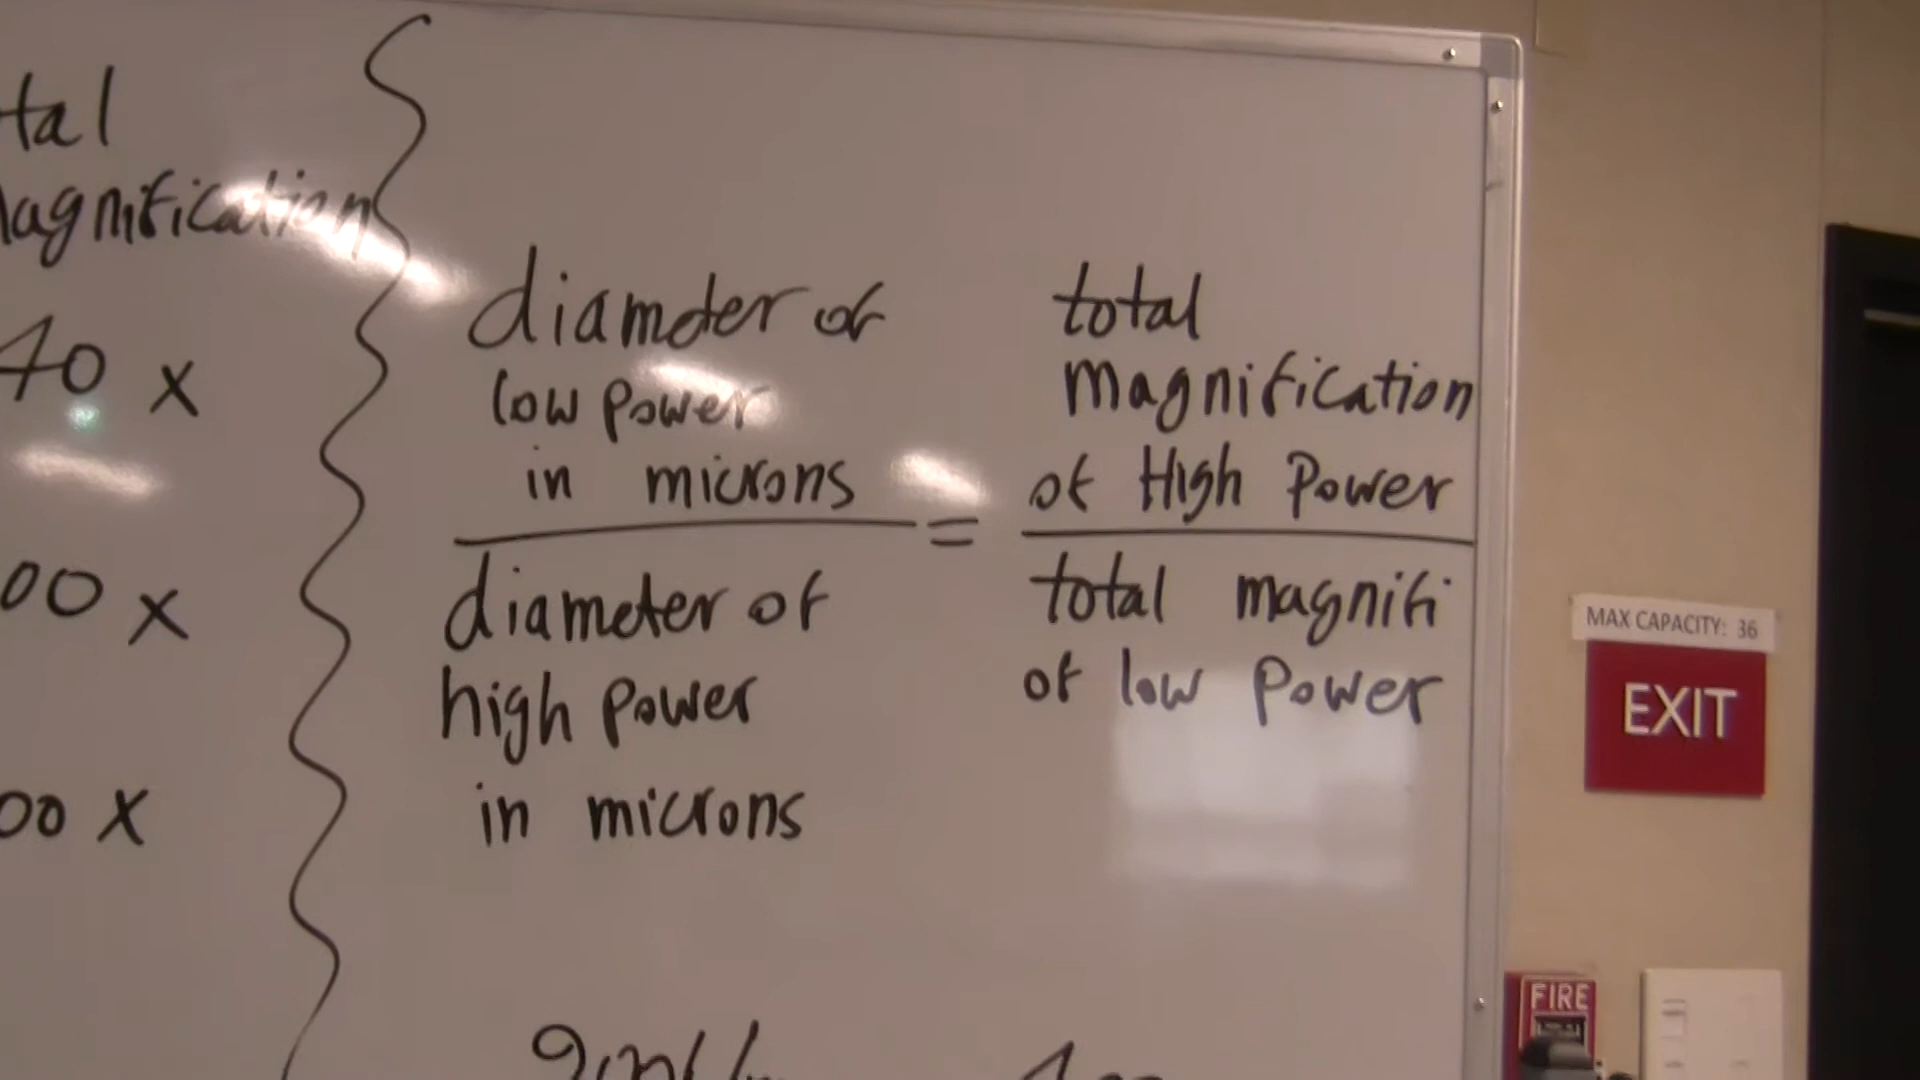 tal
agnification
40 x
00 x
00 x
diameter of
low power
in microns
=
diameter of
high power
in microns
total
magnification
of High Power
total magnifi
of low power
MAX CAPACITY: 36
EXIT
FIRE